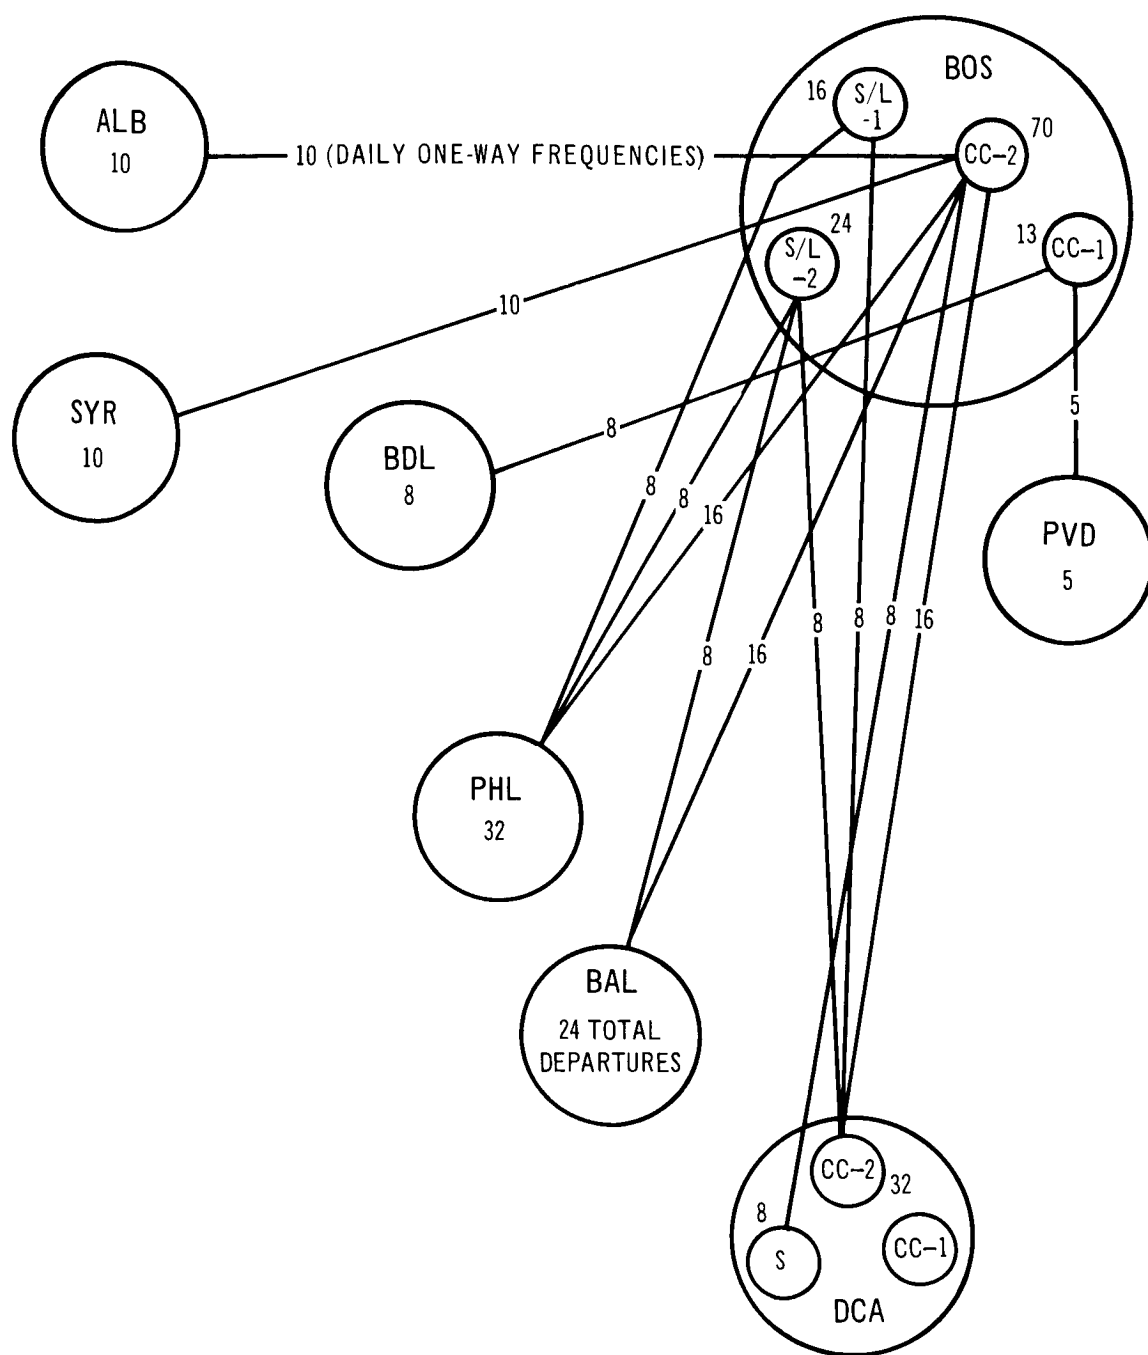 BOS
16
S/L
-1
70
CC-2
ALB
10
10 (DAILY ONE-WAY FREQUENCIES)
24
S/L
-2
13
CC-1
10
SYR
10
BDL
8
8
5
8
8
16
PVD
5
8
8
8
16
8
16
PHL
32
BAL
24 TOTAL
DEPARTURES
CC-2
32
8
S
CC-1
DCA